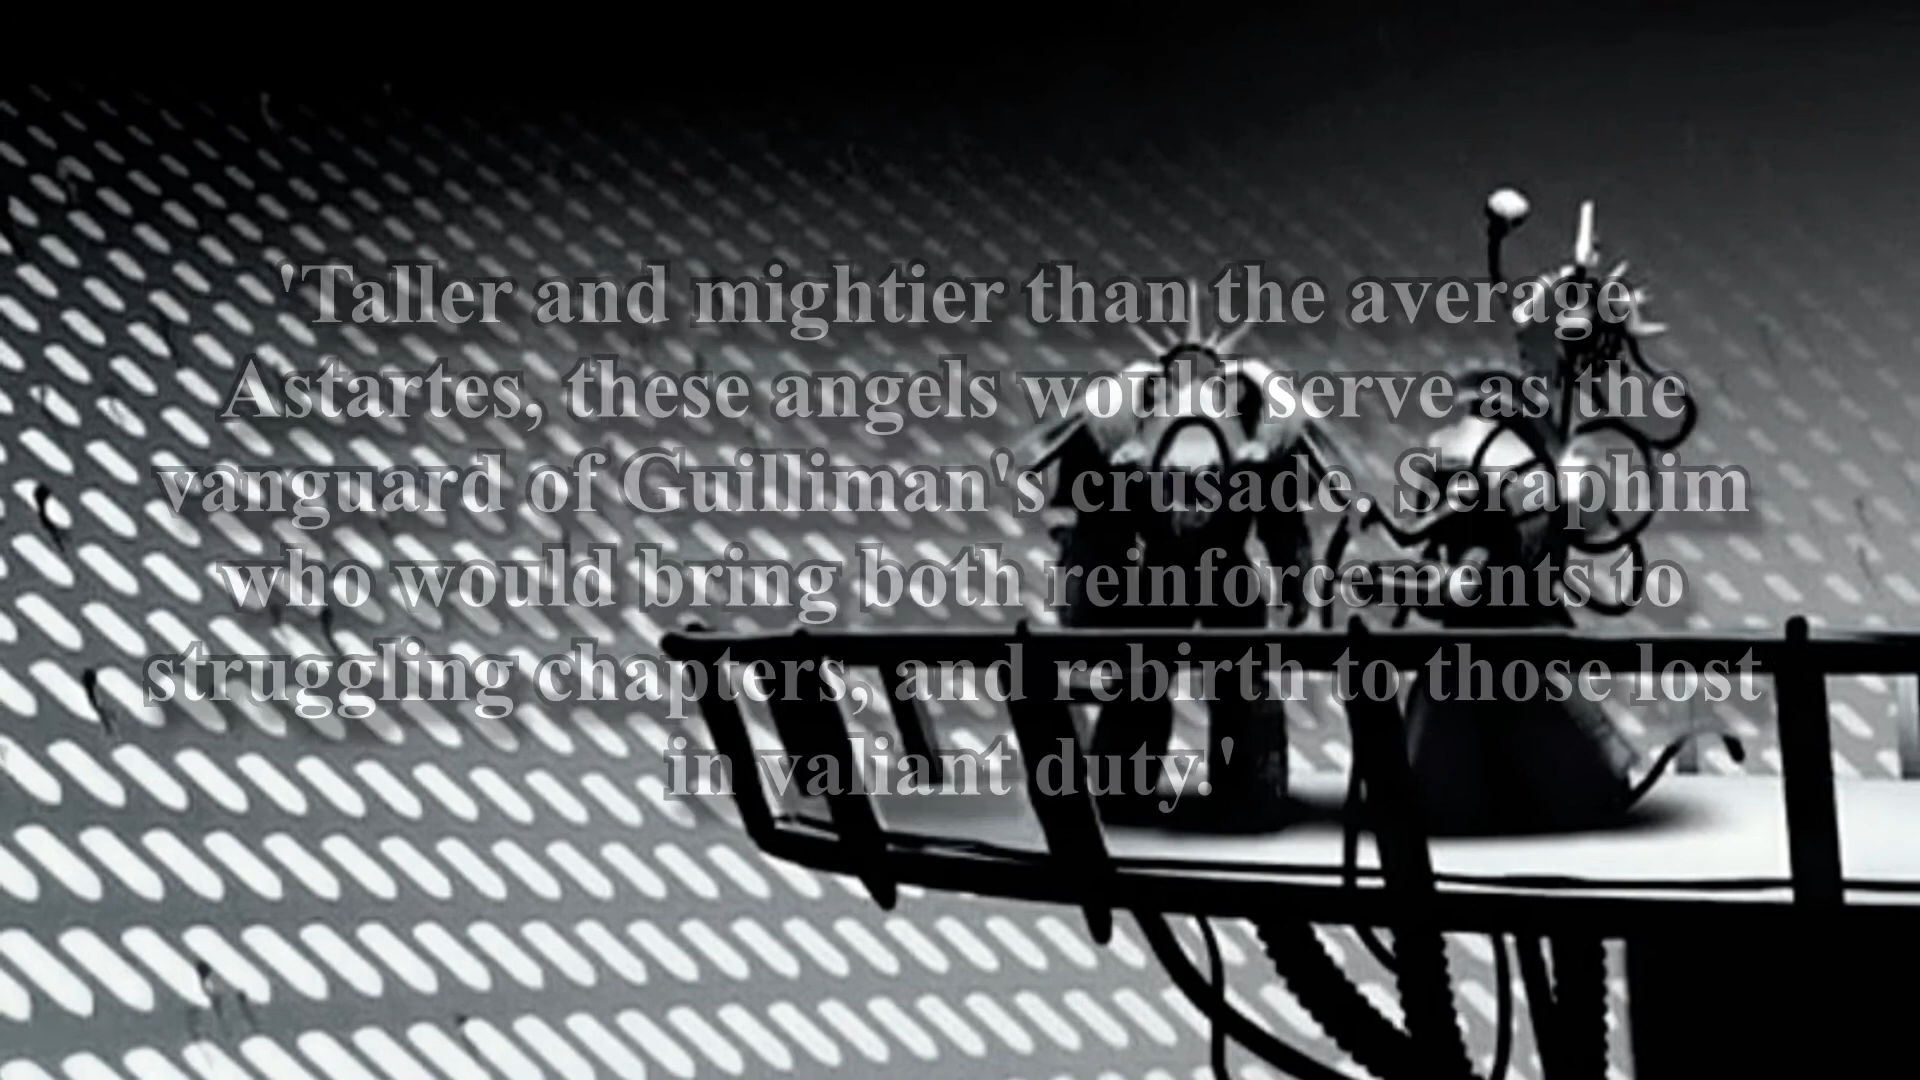 'Taller and mightier than the average
Astartes, these angels would serve as the
vanguard of Guilliman's crusade. Seraphim
who would bring both reinforcements to
struggling chapters, and rebirth to those lost
in valiant duty.'